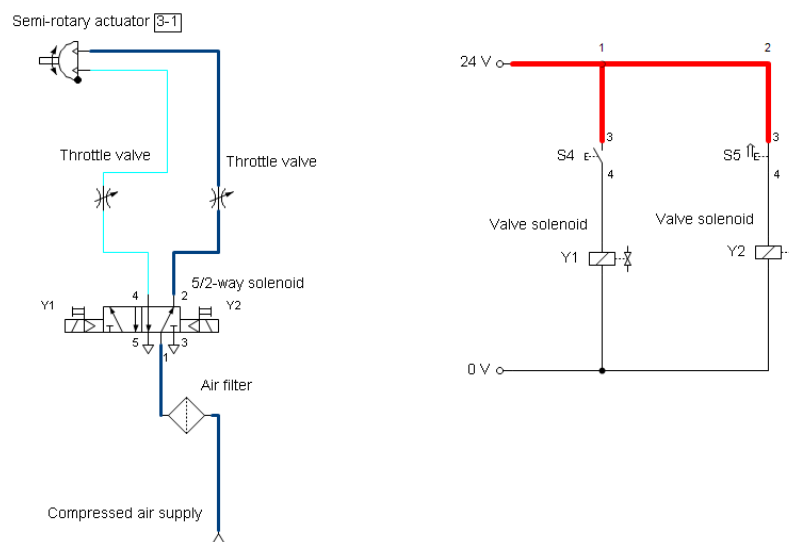 Semi-rotary actuator 3-1
Throttle valve
Throttle valve
5/2-way solenoid
4
2
Y1
Y2
5
1
3
Air filter
Compressed air supply
1
2
24 V
3
S4
4
3
S5
4
Valve solenoid
Valve solenoid
Y1
Y2
0 V